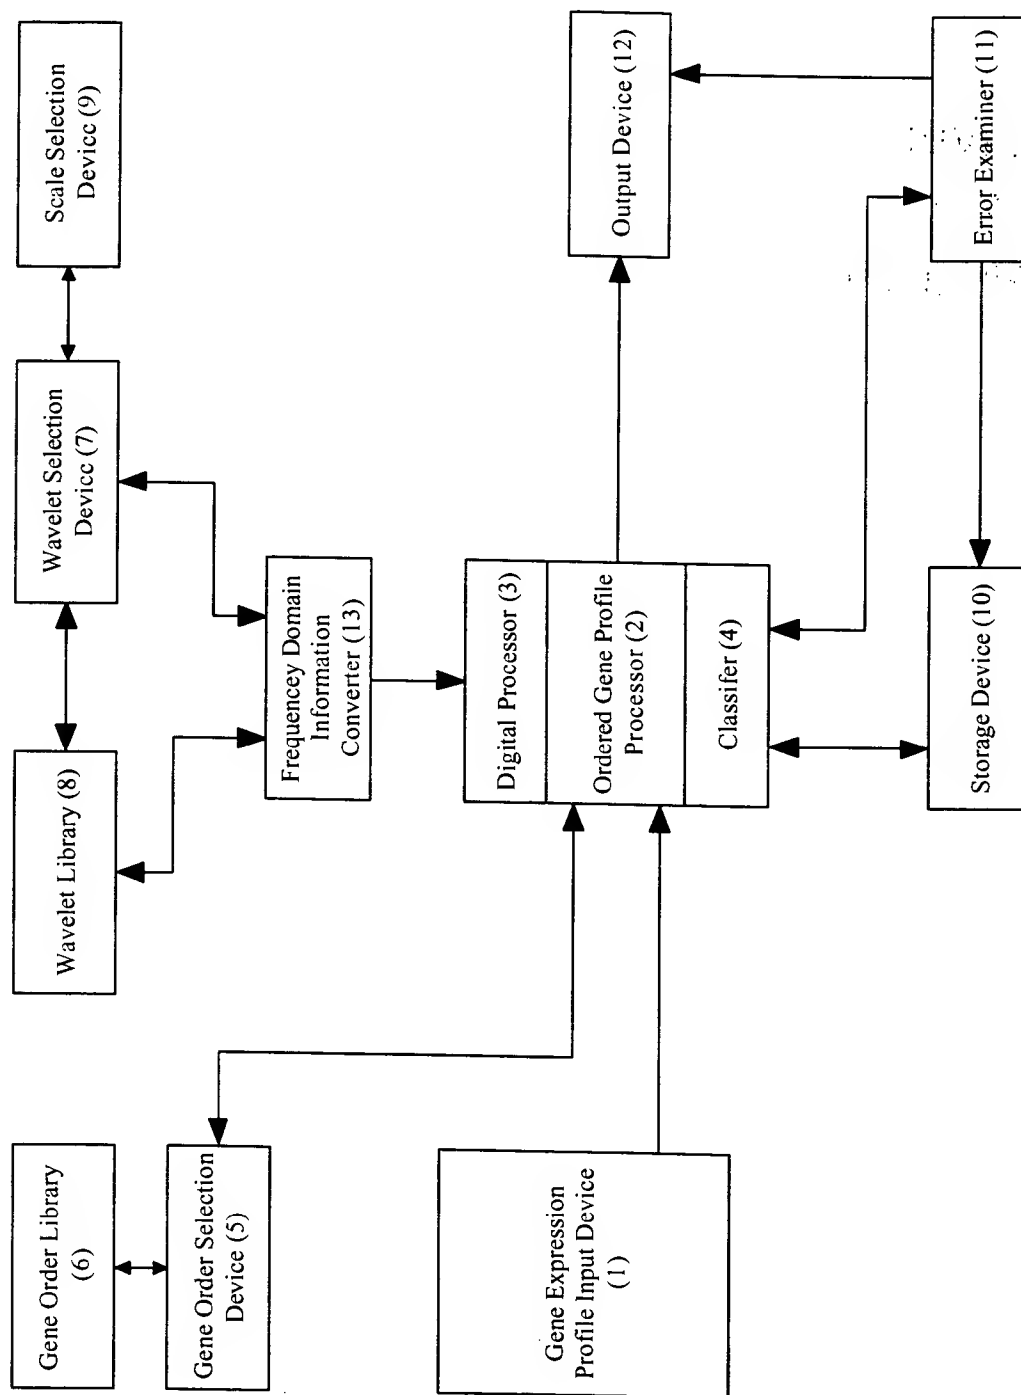 Gene Order Library
(6)
Wavelet Library (8)
Wavelet Selection
Device (7)
Scale Selection
Device (9)
Gene Order Selection
Device (5)
Frequencey Domain
Information
Converter (13)
Gene Expression
Profile Input Device
(1)
Digital Processor (3)
Ordered Gene Profile
Processor (2)
Classifer (4)
Output Device (12)
Storage Device (10)
Error Examiner (11)